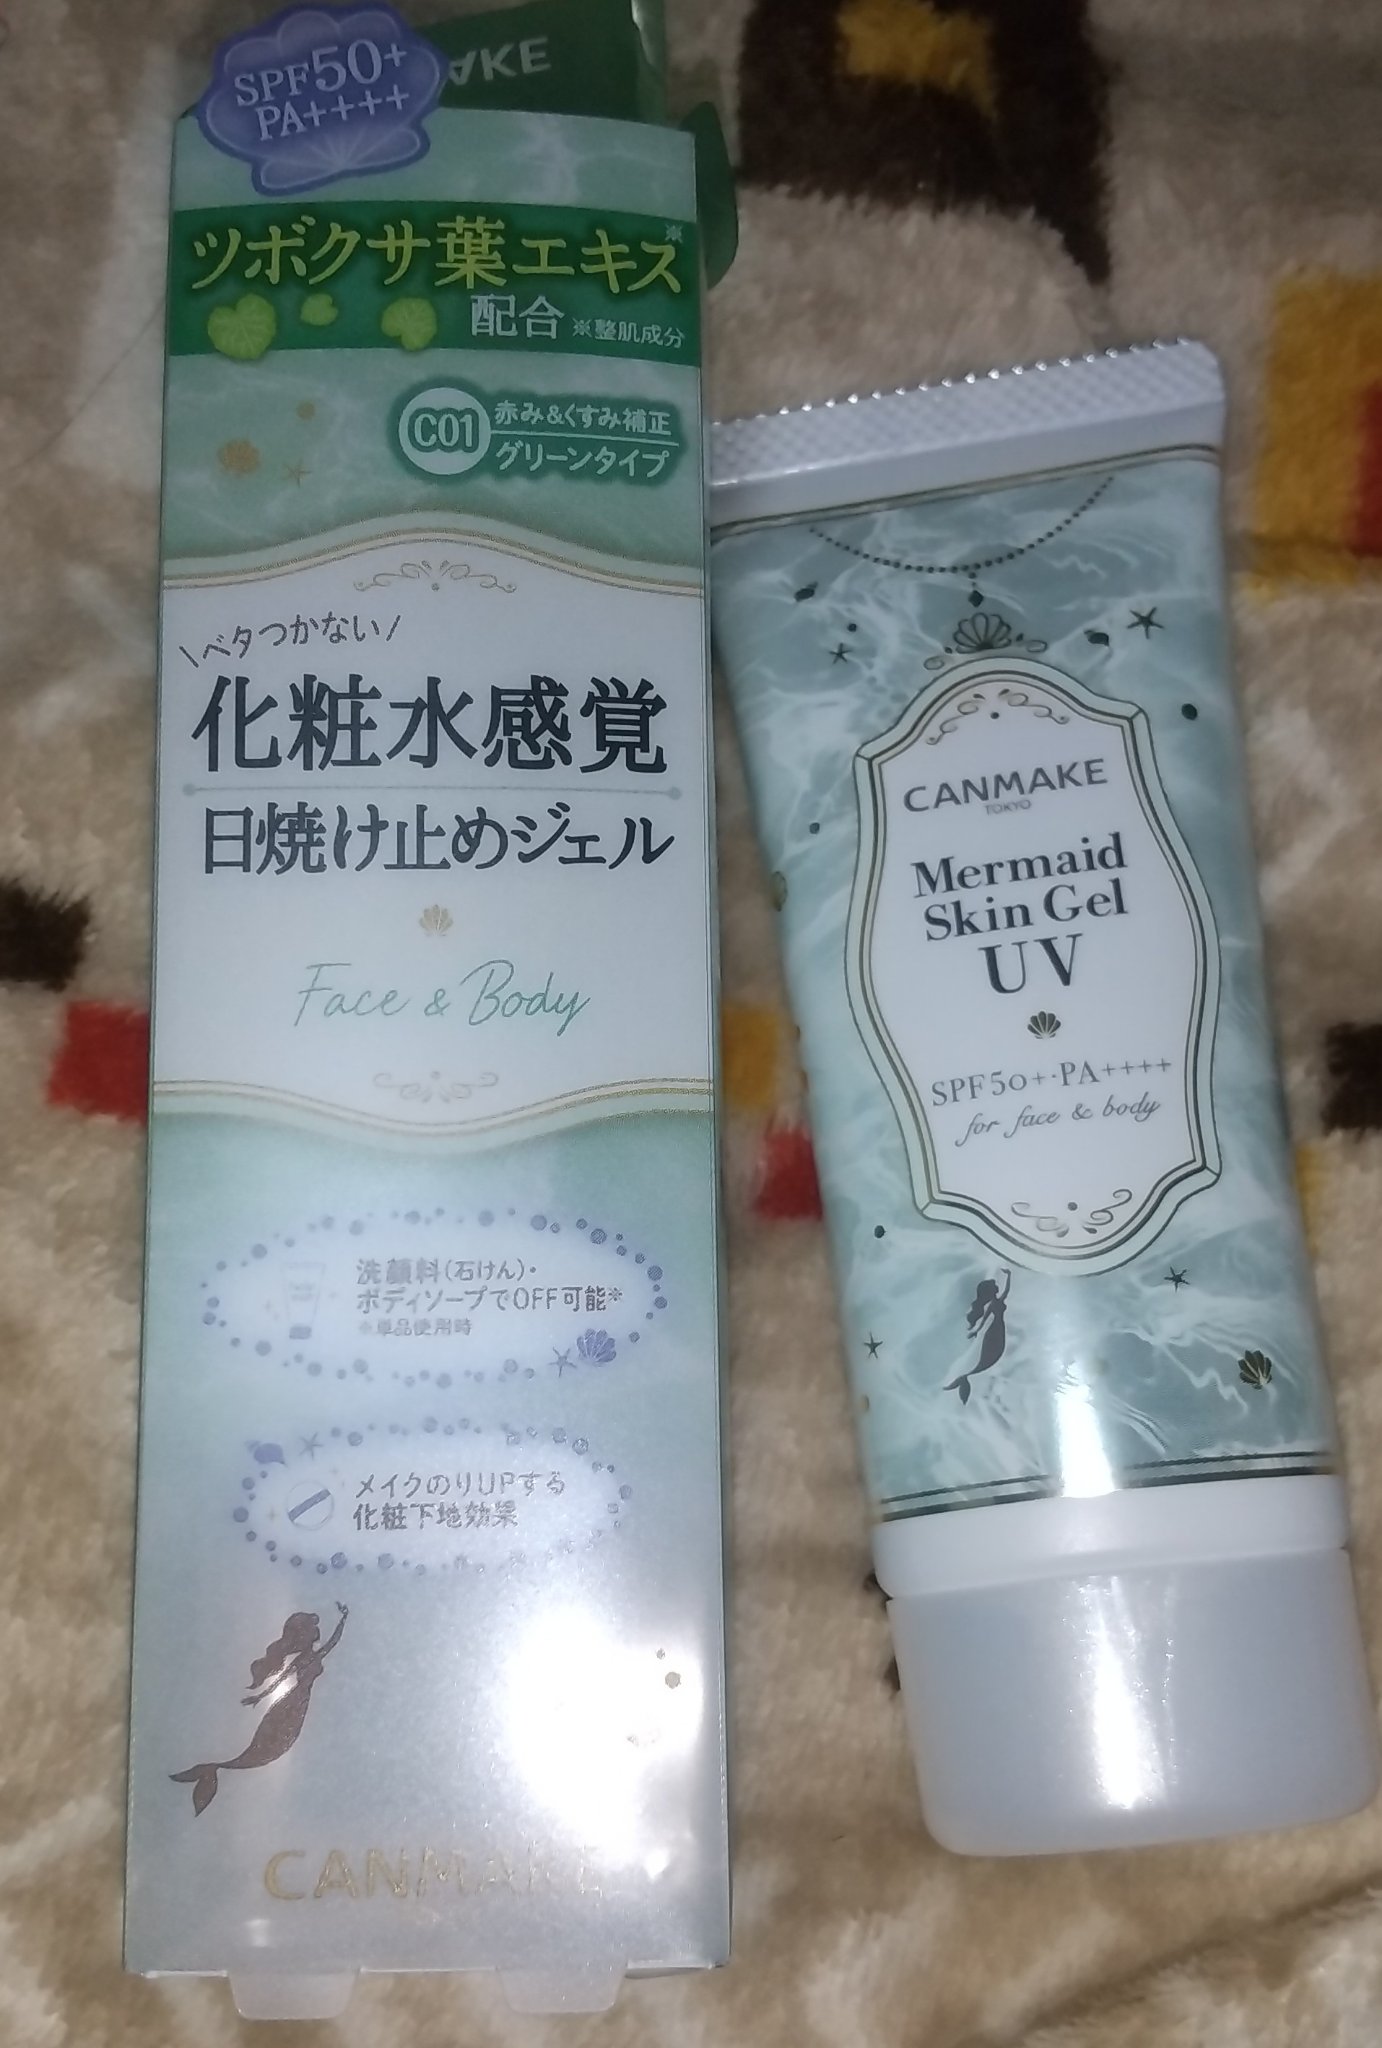 AKE
SPF50+
PA++++
ツボクサ葉エキス※
配合 ※整肌成分
C01 赤み&くすみ補正
グリーンタイプ
\ベタつかない/
化粧水感覚
日焼け止めジェル
Face & Body
洗顔料(石けん)・
ボディソープでOFF可能※
※単品使用時
メイクのりUPする
化粧下地効果
CANMAKE
CANMAKE
TOKYO
Mermaid
Skin Gel
UV
SPF50+・PA++++
for face & body